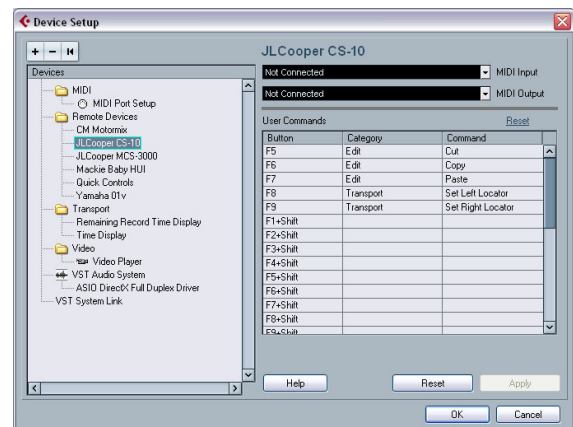 Device Setup
JLCooper CS-10
Devices
MIDI
MIDI Port Setup
Remote Devices
CM Motormix
JLCooper CS-10
JLCooper MCS-3000
Mackie Baby HUI
Quick Controls
Yamaha 01v
Transport
Remaining Record Time Display
Time Display
Video
Video Player
VST Audio System
ASIO DirectX Full Duplex Driver
VST System Link
Not Connected MIDI Input
Not Connected MIDI Output
User Commands Reset
Button Category Command
F5 Edit Cut
F6 Edit Copy
F7 Edit Paste
F8 Transport Set Left Locator
F9 Transport Set Right Locator
F1+Shift
F2+Shift
F3+Shift
F4+Shift
F5+Shift
F6+Shift
F7+Shift
F8+Shift
F9+Shift
Help Reset Apply
OK Cancel